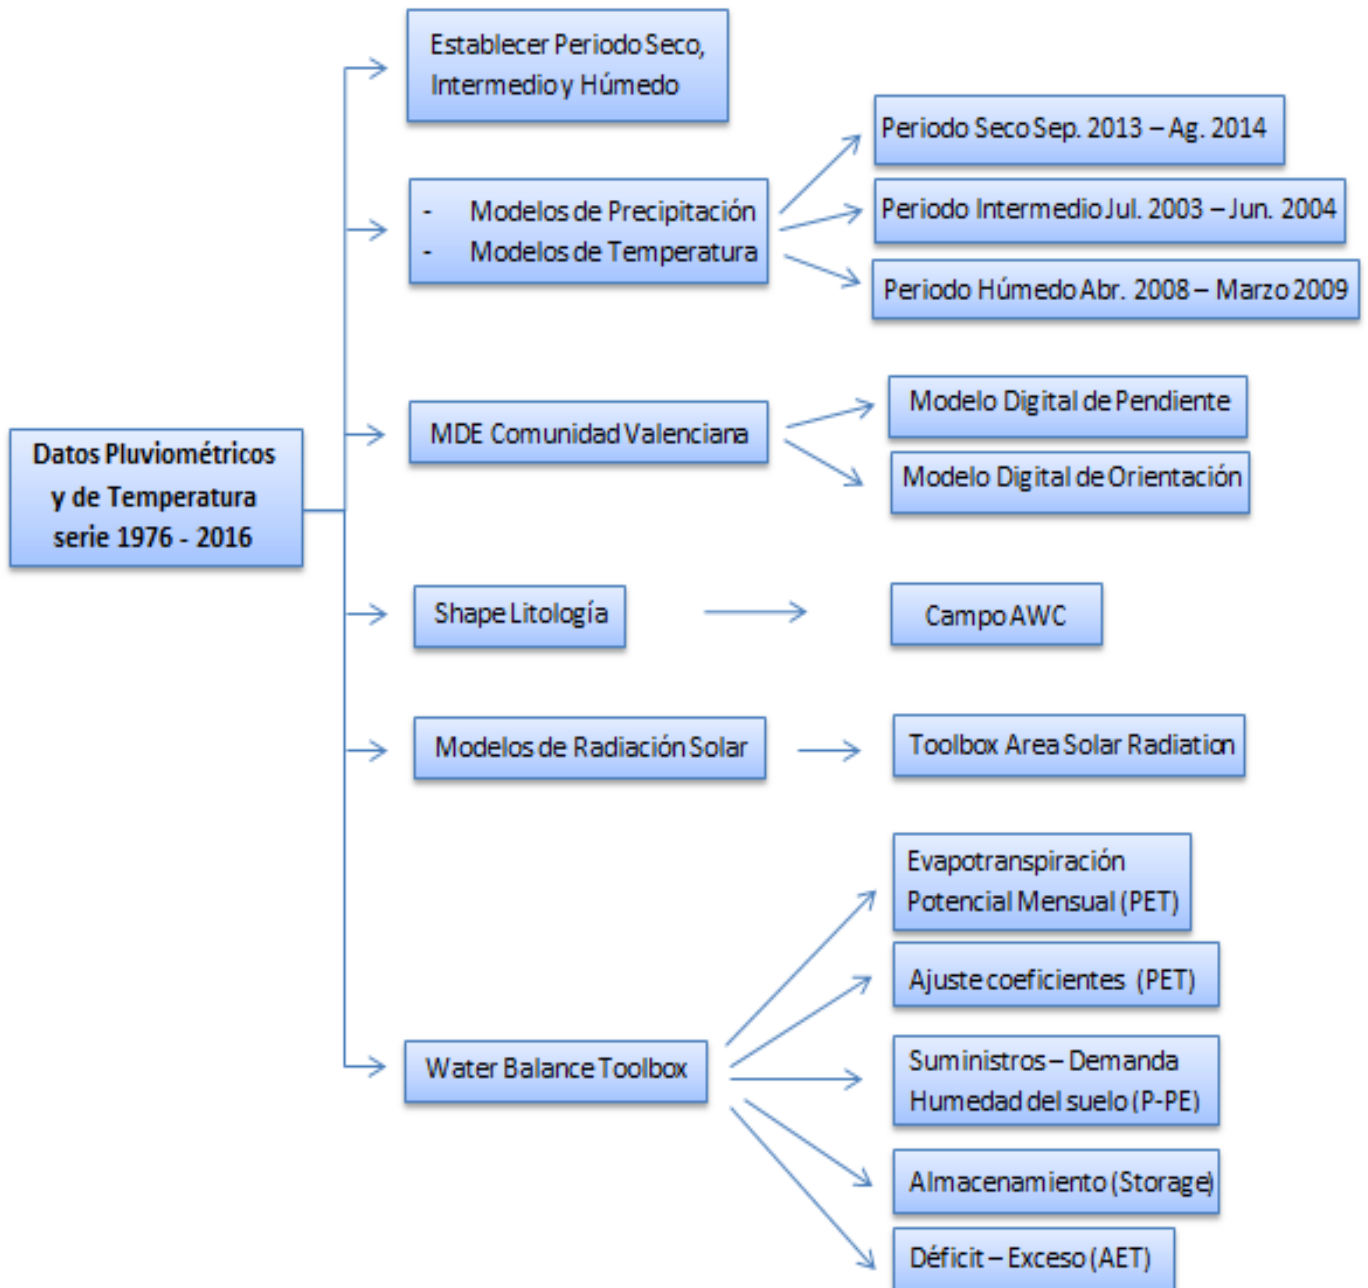 Establecer Periodo Seco,
Intermedio y Húmedo
- Modelos de Precipitación
- Modelos de Temperatura
Periodo Seco Sep. 2013 – Ag. 2014
Periodo Intermedio Jul. 2003 – Jun. 2004
Periodo Húmedo Abr. 2008 – Marzo 2009
Datos Pluviométricos
y de Temperatura
serie 1976 - 2016
MDE Comunidad Valenciana
Modelo Digital de Pendiente
Modelo Digital de Orientación
Shape Litología
Campo AWC
Modelos de Radiación Solar
Toolbox Area Solar Radiation
Water Balance Toolbox
Evapotranspiración
Potencial Mensual (PET)
Ajuste coeficientes (PET)
Suministros – Demanda
Humedad del suelo (P-PE)
Almacenamiento (Storage)
Déficit – Exceso (AET)